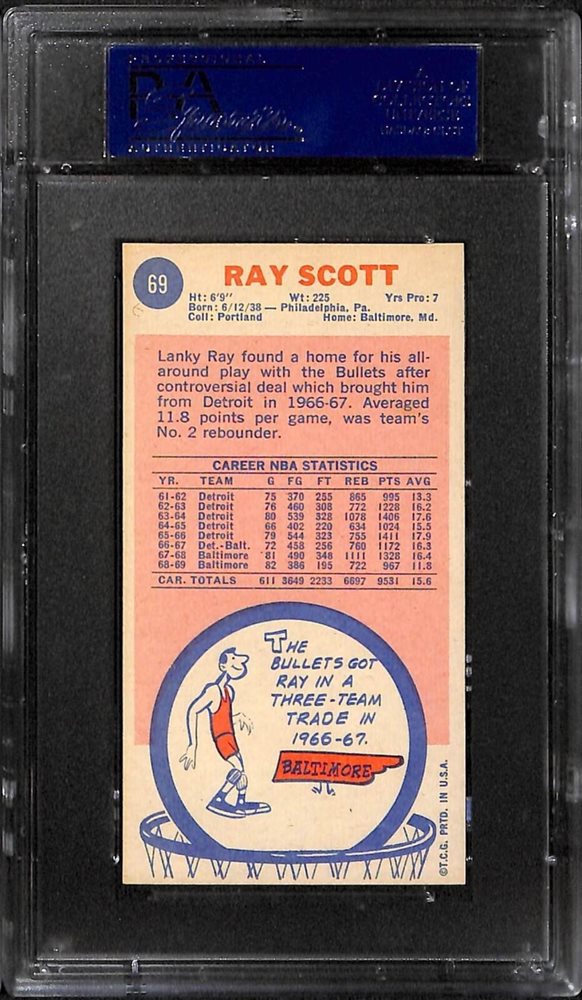 PROFESSIONAL
AUTHENTICATOR
69
RAY SCOTT
Ht: 6'9" Wt: 225 Yrs Pro: 7
Born: 6/12/38 — Philadelphia, Pa.
Coll: Portland Home: Baltimore, Md.
Lanky Ray found a home for his all-
around play with the Bullets after
controversial deal which brought him
from Detroit in 1966-67. Averaged
11.8 points per game, was team's
No. 2 rebounder.
CAREER NBA STATISTICS
YR. TEAM G FG FT REB PTS AVG
61-62 Detroit 75 370 255 865 995 13.3
62-63 Detroit 76 460 308 772 1228 16.2
63-64 Detroit 80 539 328 1078 1406 17.6
64-65 Detroit 66 402 220 634 1024 15.5
65-66 Detroit 79 544 323 755 1411 17.9
66-67 Det.-Balt. 72 458 256 760 1172 16.3
67-68 Baltimore 81 490 348 1111 1328 16.4
68-69 Baltimore 82 386 195 722 967 11.8
CAR. TOTALS 611 3649 2233 6697 9531 15.6
THE
BULLETS GOT
RAY IN A
THREE-TEAM
TRADE IN
1966-67.
BALTIMORE
©T.C.G. PRTD. IN U.S.A.